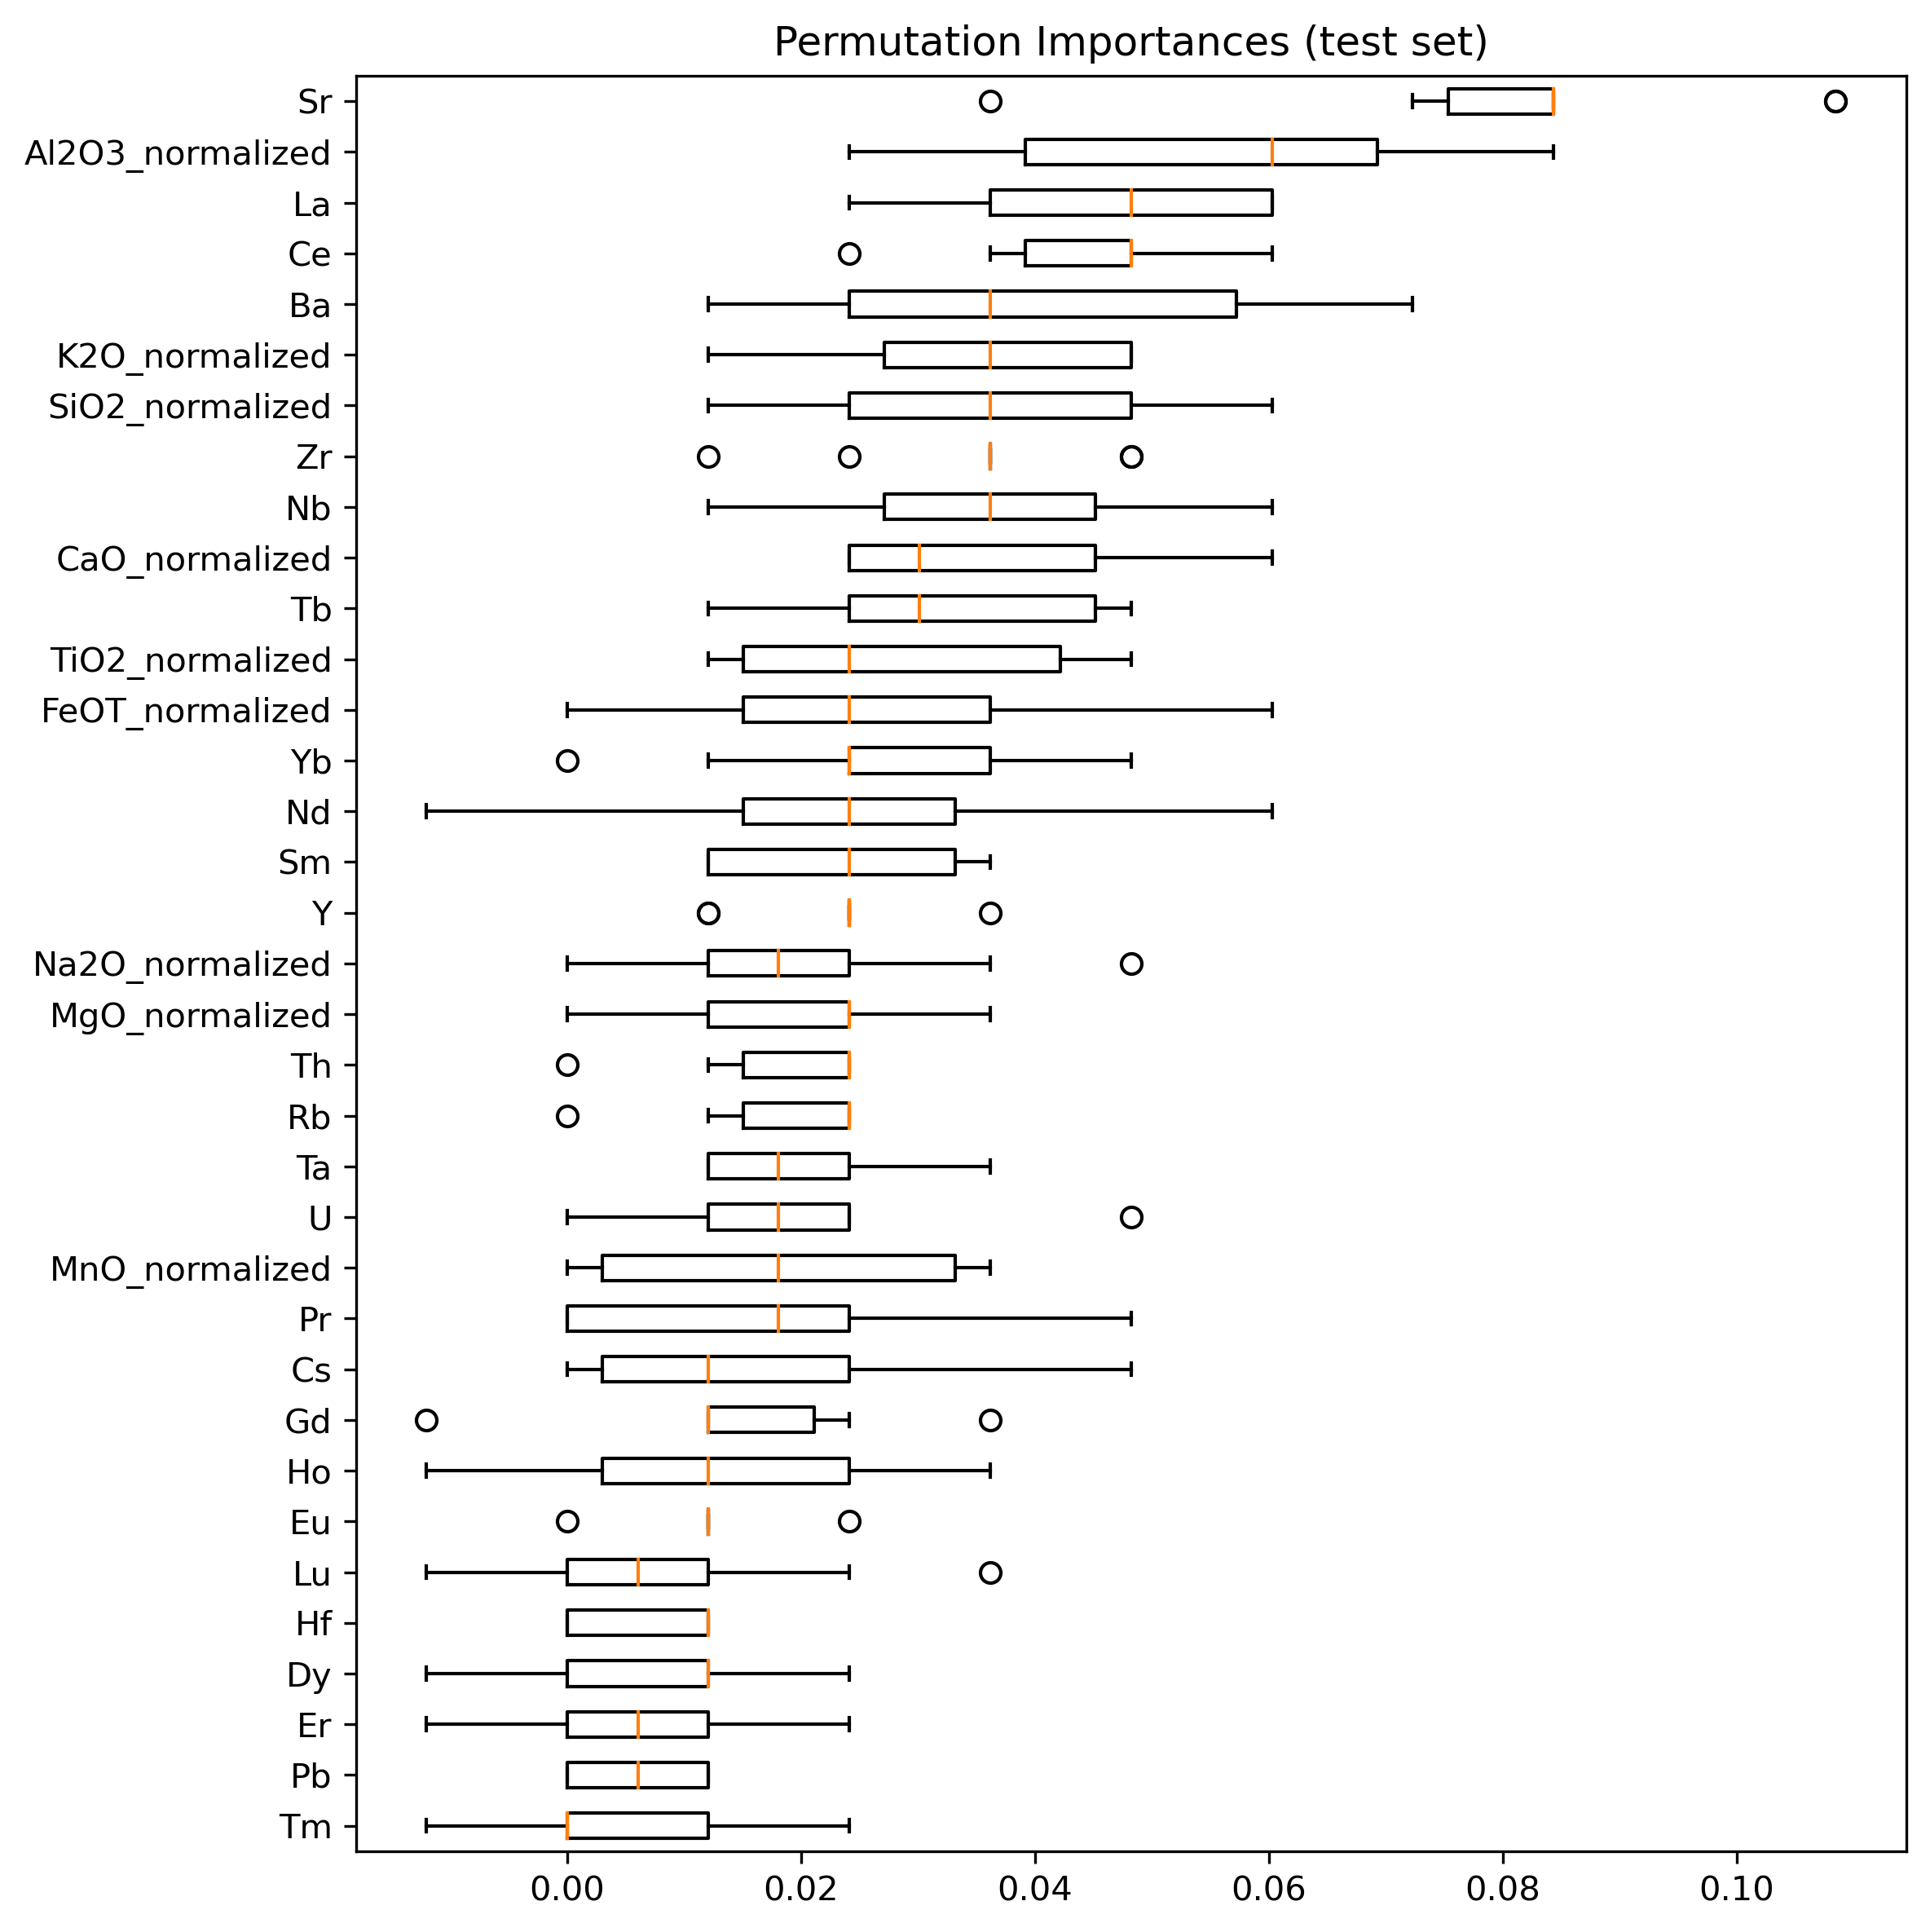 Permutation Importances (test set)
Sr
Al2O3_normalized
La
Ce
Ba
K2O_normalized
SiO2_normalized
Zr
Nb
CaO_normalized
Tb
TiO2_normalized
FeOT_normalized
Yb
Nd
Sm
Y
Na2O_normalized
MgO_normalized
Th
Rb
Ta
U
MnO_normalized
Pr
Cs
Gd
Ho
Eu
Lu
Hf
Dy
Er
Pb
Tm
0.00 0.02 0.04 0.06 0.08 0.10